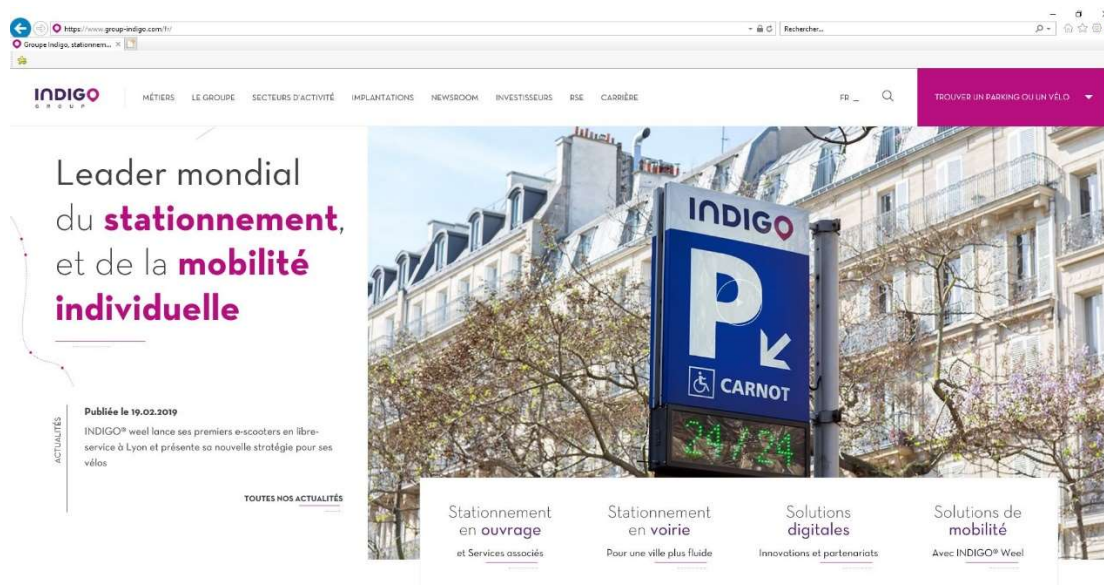 https://www.group-indigo.com/fr/
Rechercher...
Groupe Indigo, stationnem...
INDIGO
GROUP
MÉTIERS LE GROUPE SECTEURS D'ACTIVITÉ IMPLANTATIONS NEWSROOM INVESTISSEURS RSE CARRIÈRE
FR
TROUVER UN PARKING OU UN VÉLO
Leader mondial
du stationnement,
et de la mobilité
individuelle
ACTUALITÉS
Publiée le 19.02.2019
INDIGO® weel lance ses premiers e-scooters en libre-
service à Lyon et présente sa nouvelle stratégie pour ses
vélos
TOUTES NOS ACTUALITÉS
INDIGO
P
CARNOT
24/24
Stationnement
en ouvrage
et Services associés
Stationnement
en voirie
Pour une ville plus fluide
Solutions
digitales
Innovations et partenariats
Solutions de
mobilité
Avec INDIGO® Weel